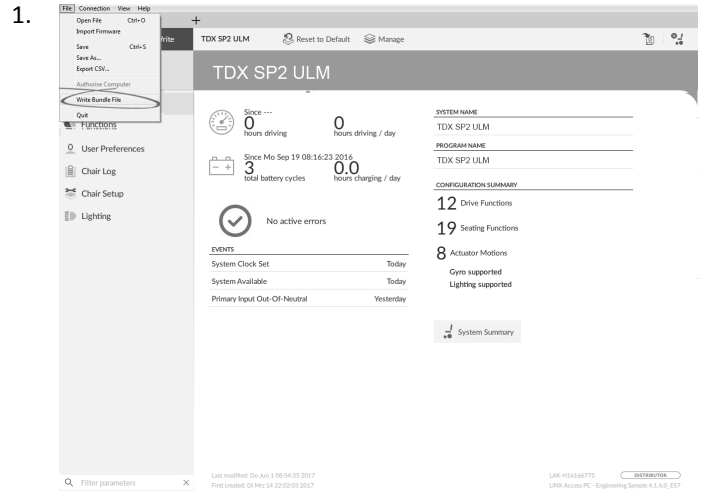 1.
File Connection View Help
Open File Ctrl+O
Import Firmware
Save Ctrl+S
Save As...
Export CSV...
Authorise Computer
Write Bundle File
Quit
+
Write
TDX SP2 ULM Reset to Default Manage
TDX SP2 ULM
Functions
User Preferences
Chair Log
Chair Setup
Lighting
Since ---
0 hours driving
0 hours driving / day
Since Mo Sep 19 08:16:23 2016
3 total battery cycles
0.0 hours charging / day
No active errors
EVENTS
System Clock Set Today
System Available Today
Primary Input Out-Of-Neutral Yesterday
SYSTEM NAME
TDX SP2 ULM
PROGRAM NAME
TDX SP2 ULM
CONFIGURATION SUMMARY
12 Drive Functions
19 Seating Functions
8 Actuator Motions
Gyro supported
Lighting supported
System Summary
Filter parameters ×
Last modified: Do Jun 1 08:54:35 2017
First created: Di Mrz 14 22:02:03 2017
LAK-H16166775 DISTRIBUTOR
LINX Access PC - Engineering Sample 4.1.4.0_ES7